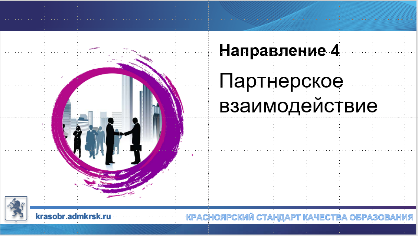 Направление 4
Партнерское
взаимодействие
krasobr.admkrsk.ru
КРАСНОЯРСКИЙ СТАНДАРТ КАЧЕСТВА ОБРАЗОВАНИЯ